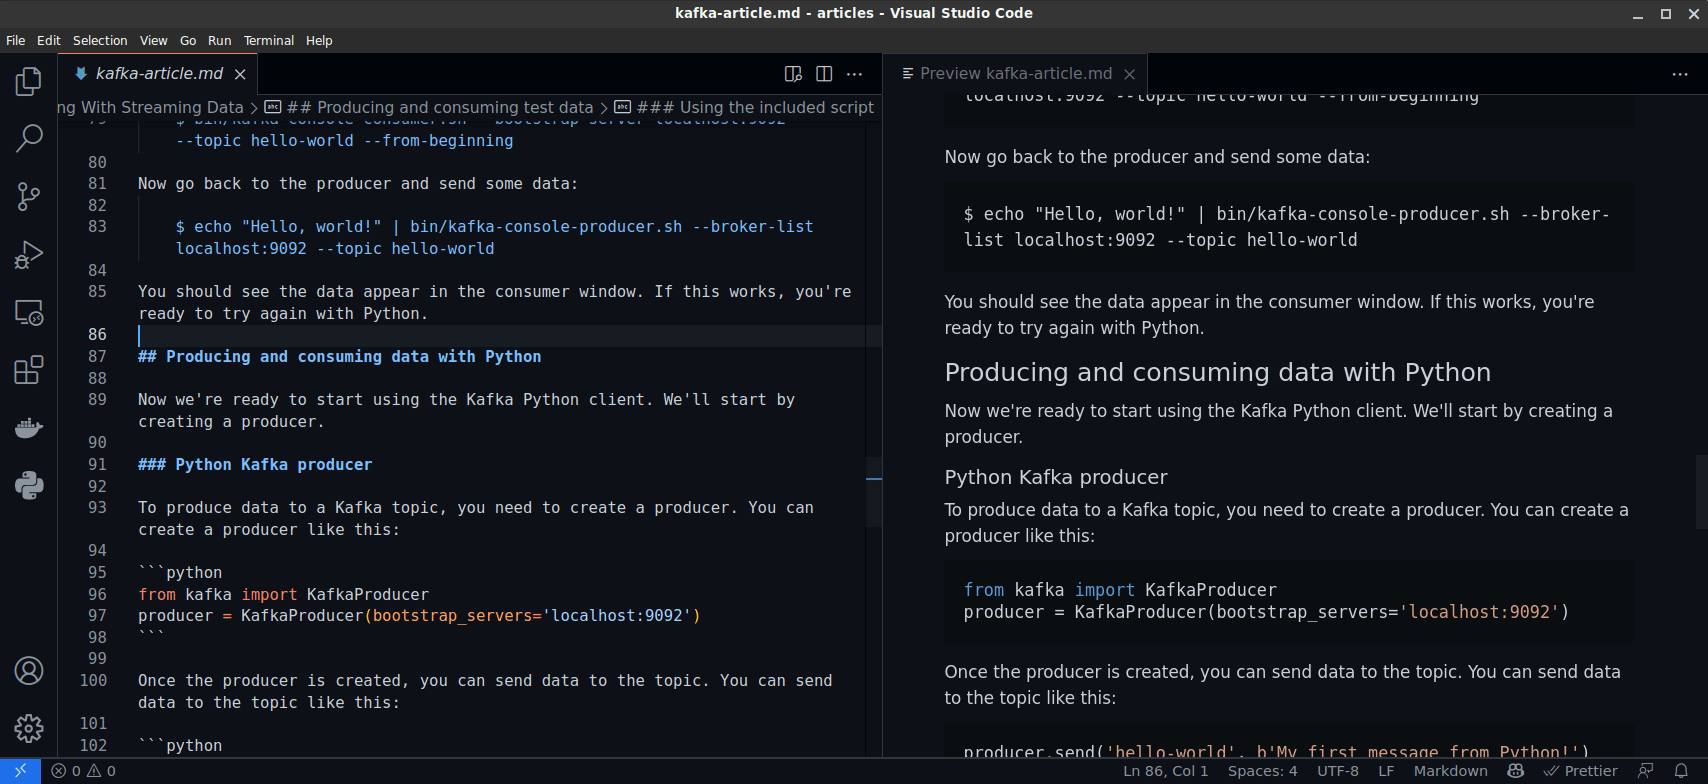 kafka-article.md - articles - Visual Studio Code
File Edit Selection View Go Run Terminal Help
kafka-article.md
ng With Streaming Data > ## Producing and consuming test data > ### Using the included script
79 $ bin/kafka-console-consumer.sh --bootstrap-server localhost:9092
--topic hello-world --from-beginning
80
81 Now go back to the producer and send some data:
82
83 $ echo "Hello, world!" | bin/kafka-console-producer.sh --broker-list
localhost:9092 --topic hello-world
84
85 You should see the data appear in the consumer window. If this works, you're
ready to try again with Python.
86
87 ## Producing and consuming data with Python
88
89 Now we're ready to start using the Kafka Python client. We'll start by
creating a producer.
90
91 ### Python Kafka producer
92
93 To produce data to a Kafka topic, you need to create a producer. You can
create a producer like this:
94
95 ```python
96 from kafka import KafkaProducer
97 producer = KafkaProducer(bootstrap_servers='localhost:9092')
98 ```
99
100 Once the producer is created, you can send data to the topic. You can send
data to the topic like this:
101
102 ```python
Preview kafka-article.md
localhost:9092 --topic hello-world --from-beginning
Now go back to the producer and send some data:
$ echo "Hello, world!" | bin/kafka-console-producer.sh --broker-
list localhost:9092 --topic hello-world
You should see the data appear in the consumer window. If this works, you're
ready to try again with Python.
Producing and consuming data with Python
Now we're ready to start using the Kafka Python client. We'll start by creating a
producer.
Python Kafka producer
To produce data to a Kafka topic, you need to create a producer. You can create a
producer like this:
from kafka import KafkaProducer
producer = KafkaProducer(bootstrap_servers='localhost:9092')
Once the producer is created, you can send data to the topic. You can send data
to the topic like this:
producer.send('hello-world', b'My first message from Python!')
0 0 Ln 86, Col 1 Spaces: 4 UTF-8 LF Markdown Prettier